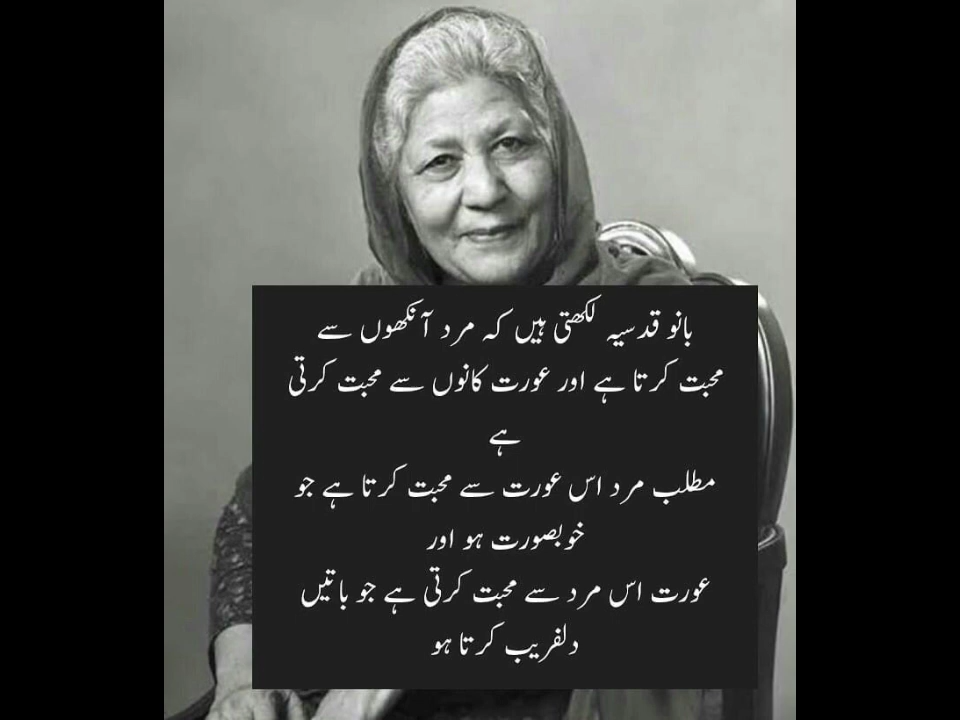 بانو قدسیہ لکھتی ہیں کہ مرد آنکھوں سے
محبت کرتا ہے اور عورت کانوں سے محبت کرتی
ہے
مطلب مرد اس عورت سے محبت کرتا ہے جو
خوبصورت ہو اور
عورت اس مرد سے محبت کرتی ہے جو باتیں
دلفریب کرتا ہو